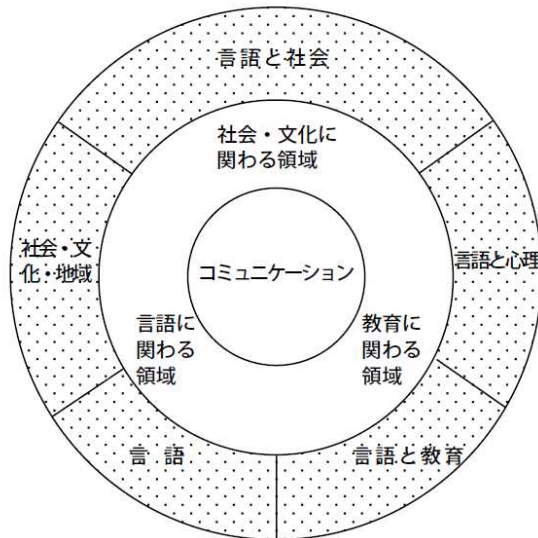 言語と社会
社会・文化に
関わる領域
社会・文
化・地域
コミュニケーション
言語と心理
言語に
関わる
領域
教育に
関わる
領域
言語
言語と教育